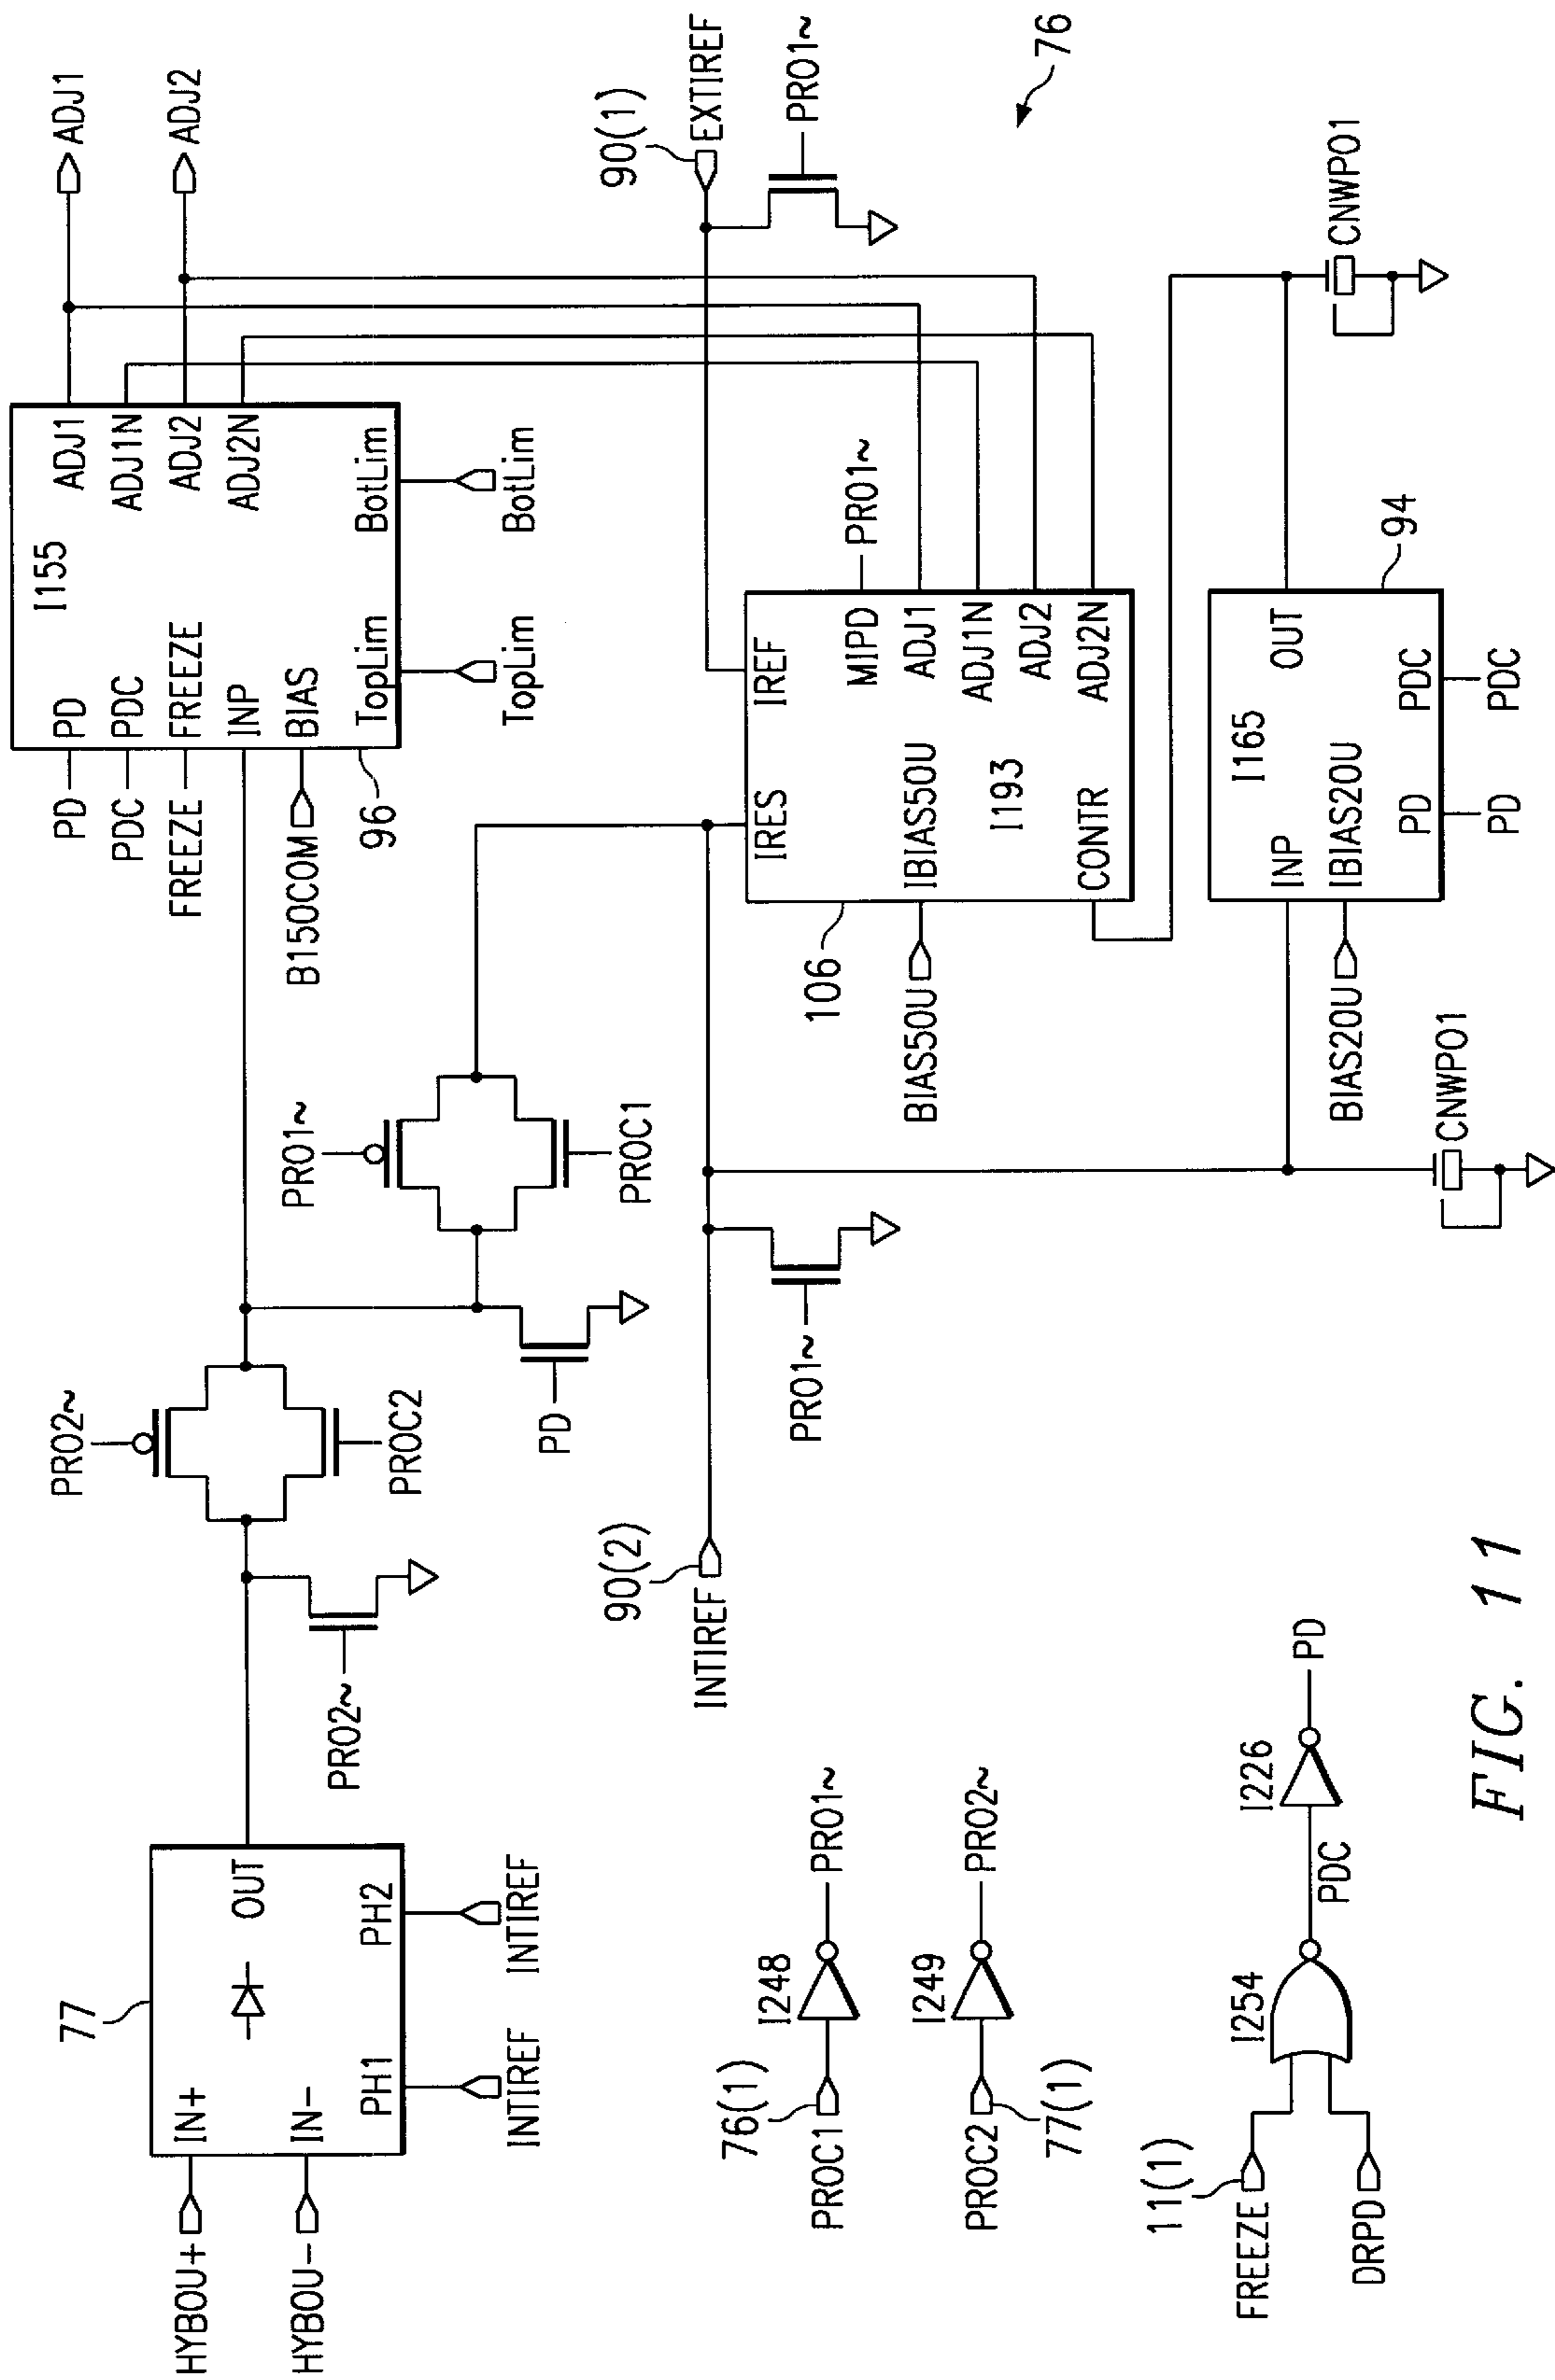 77
HYBOU+
IN+
HYBOU-
IN-
OUT
PH1
PH2
INTIREF
INTIREF
PRO2~
PRO2~
PROC2
PD
PD
PDC
PDC
FREEZE
FREEZE
INP
B150COM
BIAS
96
I155
ADJ1
ADJ1N
ADJ2
ADJ2N
TopLim
BotLim
TopLim
BotLim
ADJ1
ADJ2
PRO1~
PROC1
PD
90(2)
INTIREF
PRO1~
90(1)
EXTIREF
PRO1~
76
IRES
IREF
106
BIAS50U
IBIAS50U
I193
CONTR
MIPD
PRO1~
ADJ1
ADJ1N
ADJ2
ADJ2N
INP
I165
OUT
BIAS20U
IBIAS20U
PD
PDC
PD
PDC
94
CNWP01
CNWP01
76(1)
PROC1
I248
PRO1~
PROC2
77(1)
I249
PRO2~
11(1)
FREEZE
DRPD
I254
PDC
I226
PD
FIG. 11